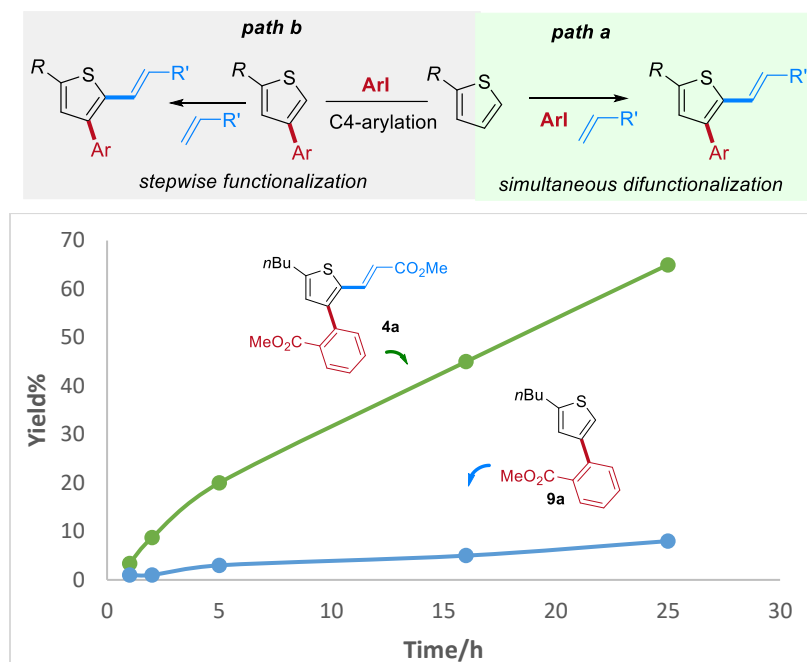 path b
path a
R
S
R'
Ar
R'
R
S
Ar
ArI
C4-arylation
R
S
ArI
R'
R
S
R'
Ar
stepwise functionalization
simultaneous difunctionalization
70
60
50
40
30
20
10
0
Yield%
nBu
S
CO2Me
MeO2C
4a
nBu
S
MeO2C
9a
0
5
10
15
20
25
30
Time/h